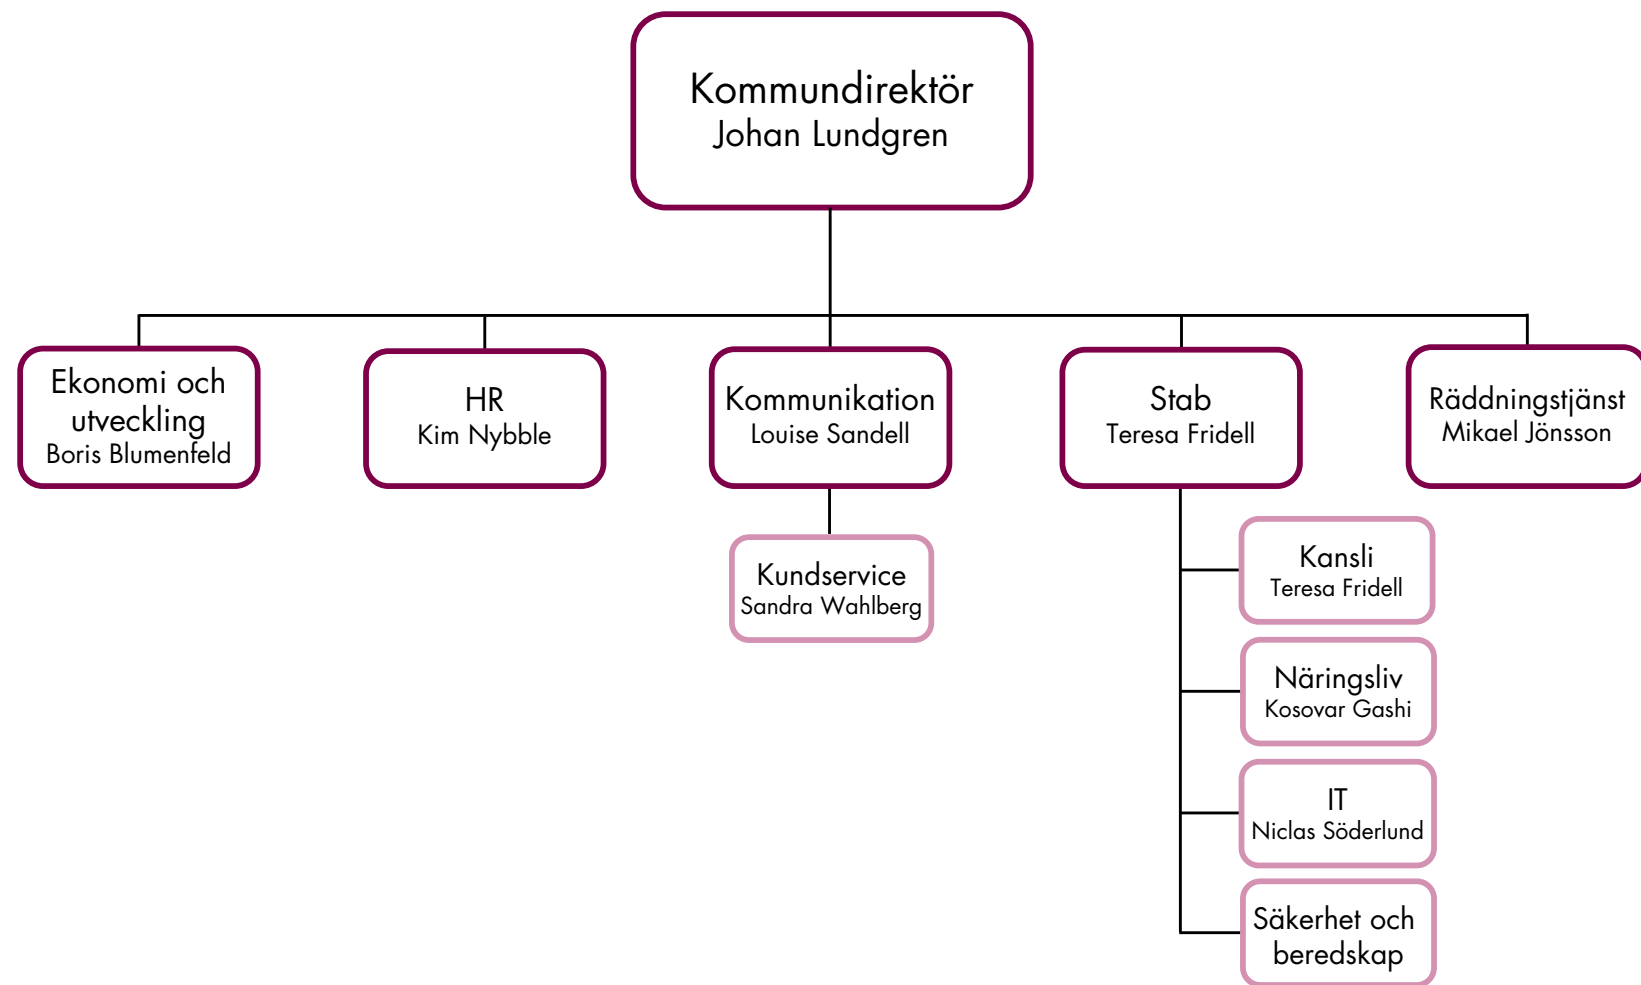 Kommundirektör
Johan Lundgren
Ekonomi och
utveckling
Boris Blumenfeld
HR
Kim Nybble
Kommunikation
Louise Sandell
Stab
Teresa Fridell
Räddningstjänst
Mikael Jönsson
Kundservice
Sandra Wahlberg
Kansli
Teresa Fridell
Näringsliv
Kosovar Gashi
IT
Niclas Söderlund
Säkerhet och
beredskap